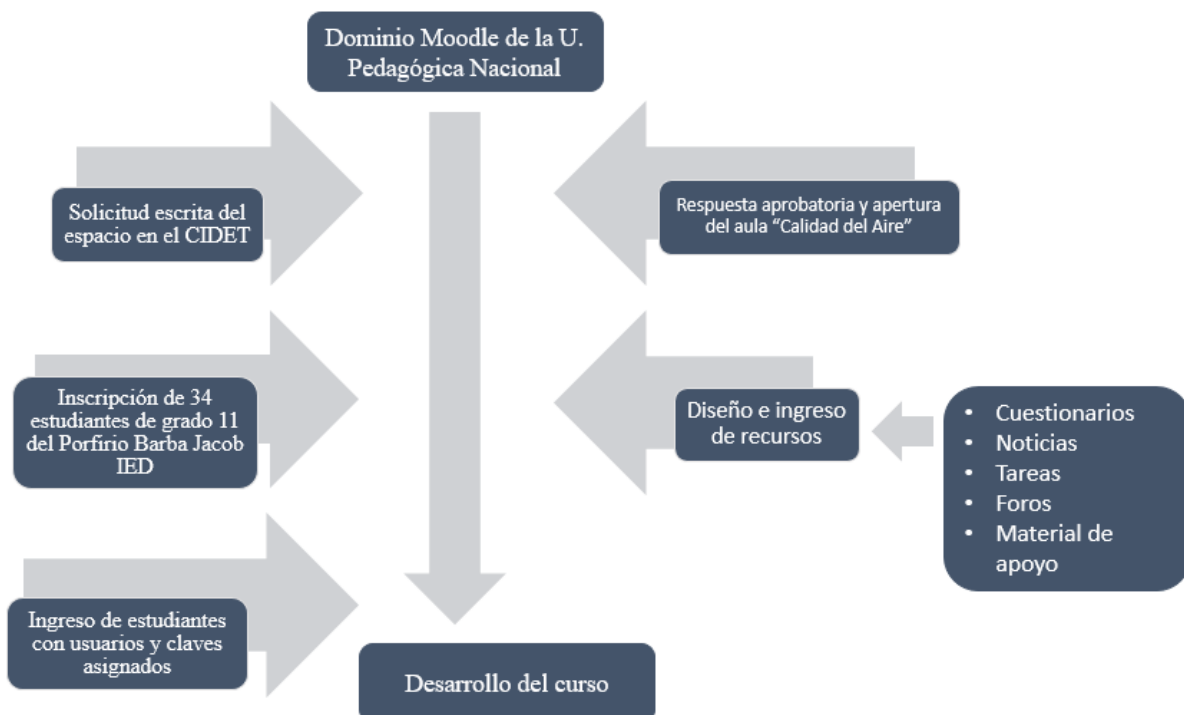 Dominio Moodle de la U.
Pedagógica Nacional
Solicitud escrita del
espacio en el CIDET
Respuesta aprobatoria y apertura
del aula “Calidad del Aire”
Inscripción de 34
estudiantes de grado 11
del Porfirio Barba Jacob
IED
Diseño e ingreso
de recursos
• Cuestionarios
• Noticias
• Tareas
• Foros
• Material de
apoyo
Ingreso de estudiantes
con usuarios y claves
asignados
Desarrollo del curso